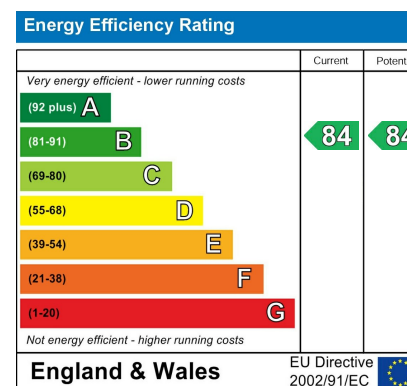 Energy Efficiency Rating
Current Potent
Very energy efficient - lower running costs
(92 plus) A
(81-91) B 84 84
(69-80) C
(55-68) D
(39-54) E
(21-38) F
(1-20) G
Not energy efficient - higher running costs
England & Wales
EU Directive
2002/91/EC